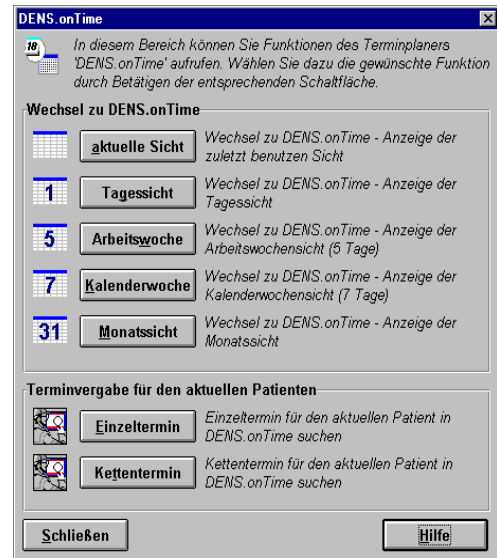 DENS.onTime
18
In diesem Bereich können Sie Funktionen des Terminplaners
'DENS.onTime' aufrufen. Wählen Sie dazu die gewünschte Funktion
durch Betätigen der entsprechenden Schaltfläche.
Wechsel zu DENS.onTime
aktuelle Sicht
Wechsel zu DENS.onTime - Anzeige der
zuletzt benutzen Sicht
1
Tagessicht
Wechsel zu DENS.onTime - Anzeige der
Tagessicht
5
Arbeitswoche
Wechsel zu DENS.onTime - Anzeige der
Arbeitswochensicht (5 Tage)
7
Kalenderwoche
Wechsel zu DENS.onTime - Anzeige der
Kalenderwochensicht (7 Tage)
31
Monatssicht
Wechsel zu DENS.onTime - Anzeige der
Monatssicht
Terminvergabe für den aktuellen Patienten
Einzeltermin
Einzeltermin für den aktuellen Patient in
DENS.onTime suchen
Kettentermin
Kettentermin für den aktuellen Patient in
DENS.onTime suchen
Schließen
Hilfe